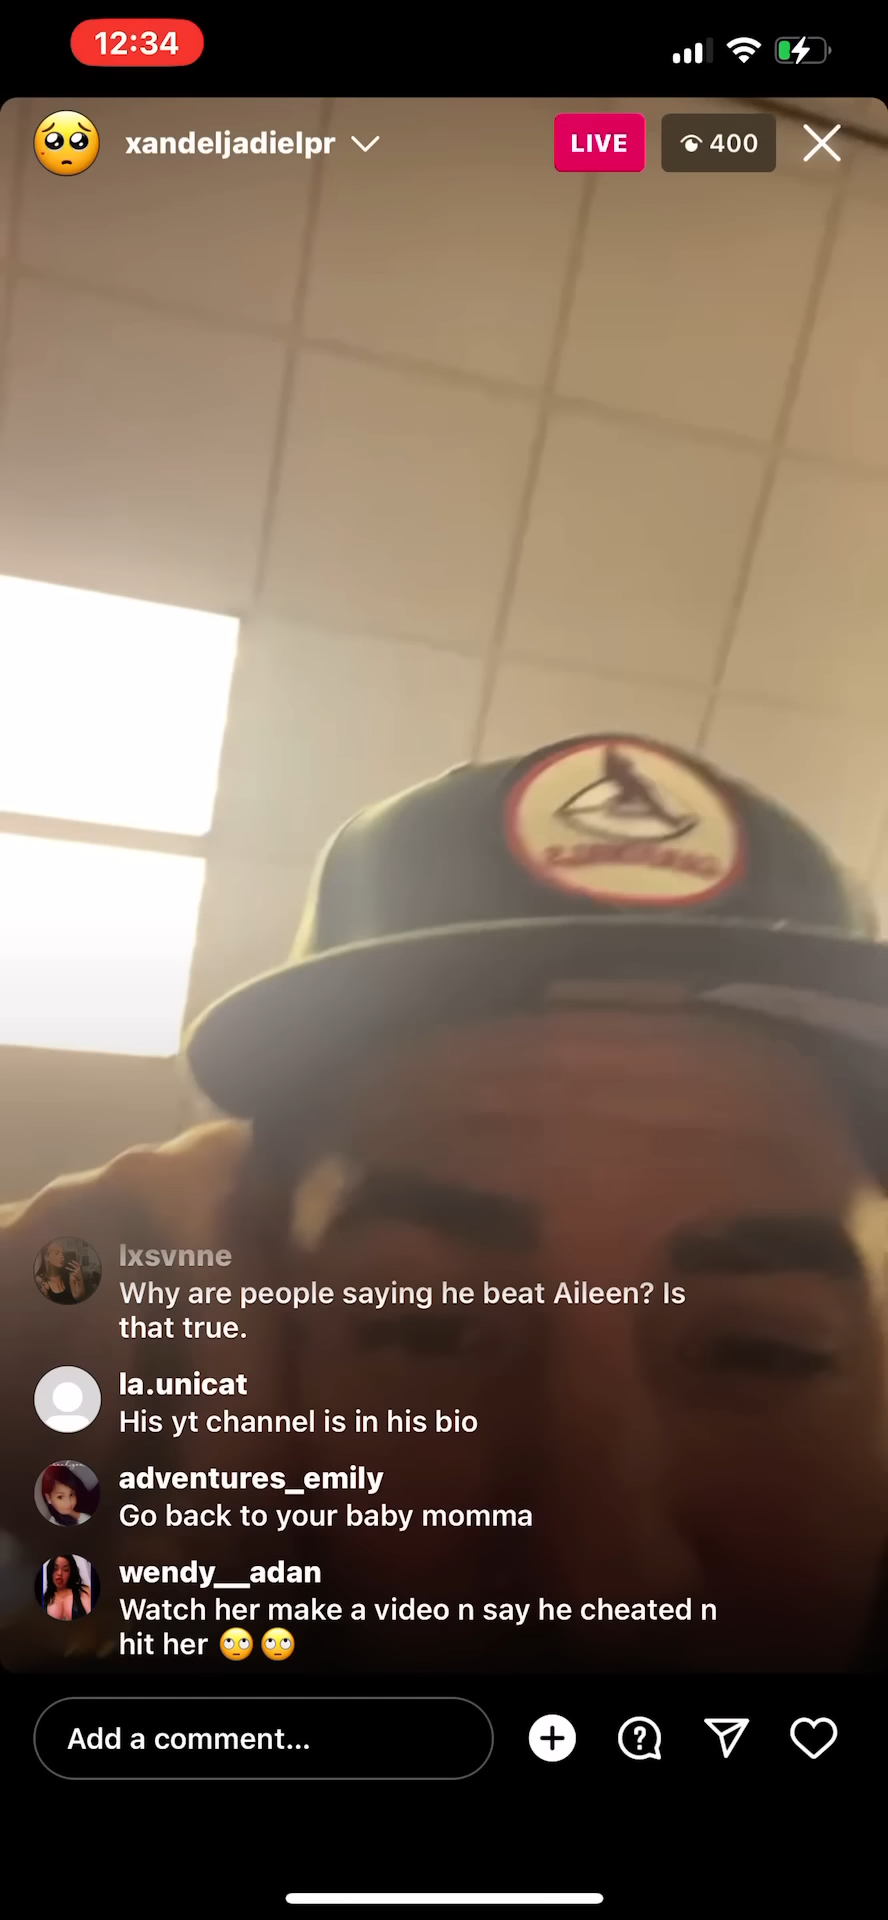 12:34
xandeljadielpr
LIVE
400
lxsvnne
Why are people saying he beat Aileen? Is
that true.
la.unicat
His yt channel is in his bio
adventures_emily
Go back to your baby momma
wendy__adan
Watch her make a video n say he cheated n
hit her 🙄🙄
Add a comment...